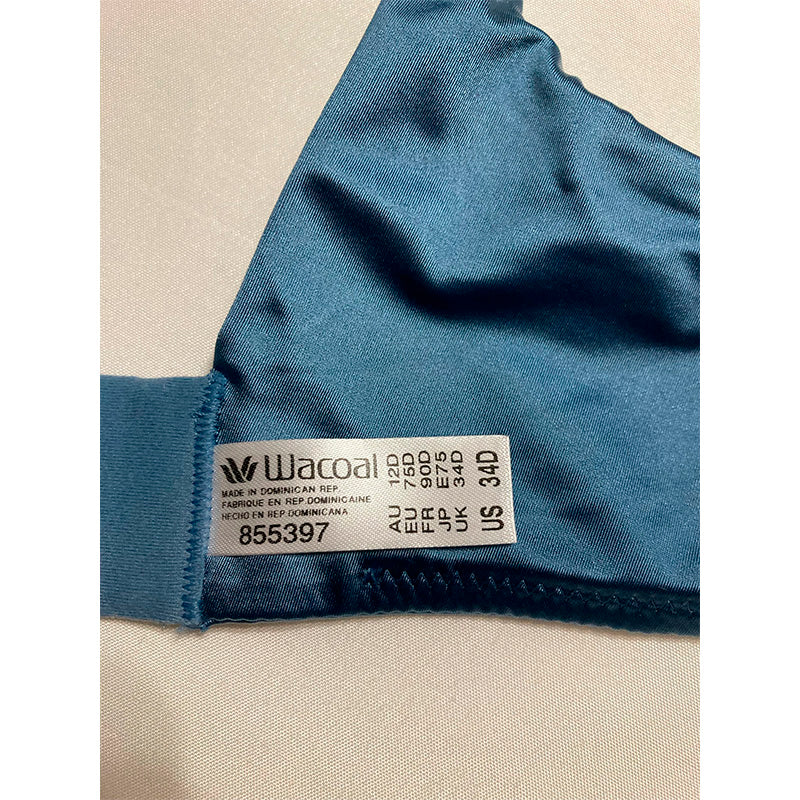 Wacoal
MADE IN DOMINICAN REP.
FABRIQUE EN REP.DOMINICAINE
HECHO EN REP.DOMINICANA
855397
AU 12D
EU 75D
FR 90D
JP E75
UK 34D
US 34D